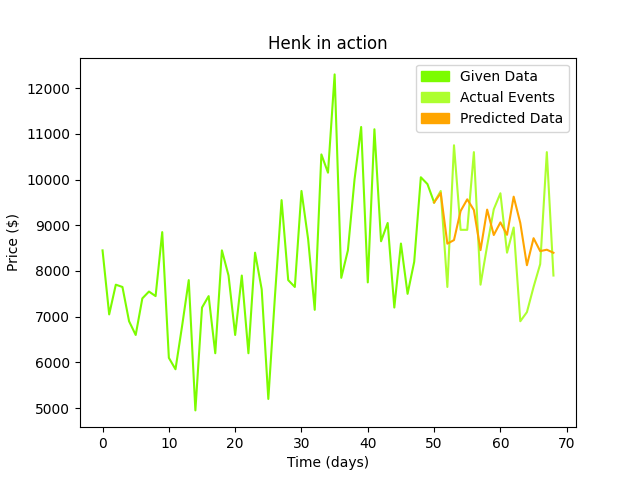 Henk in action
Given Data
Actual Events
Predicted Data
Price ($)
12000
11000
10000
9000
8000
7000
6000
5000
0 10 20 30 40 50 60 70
Time (days)